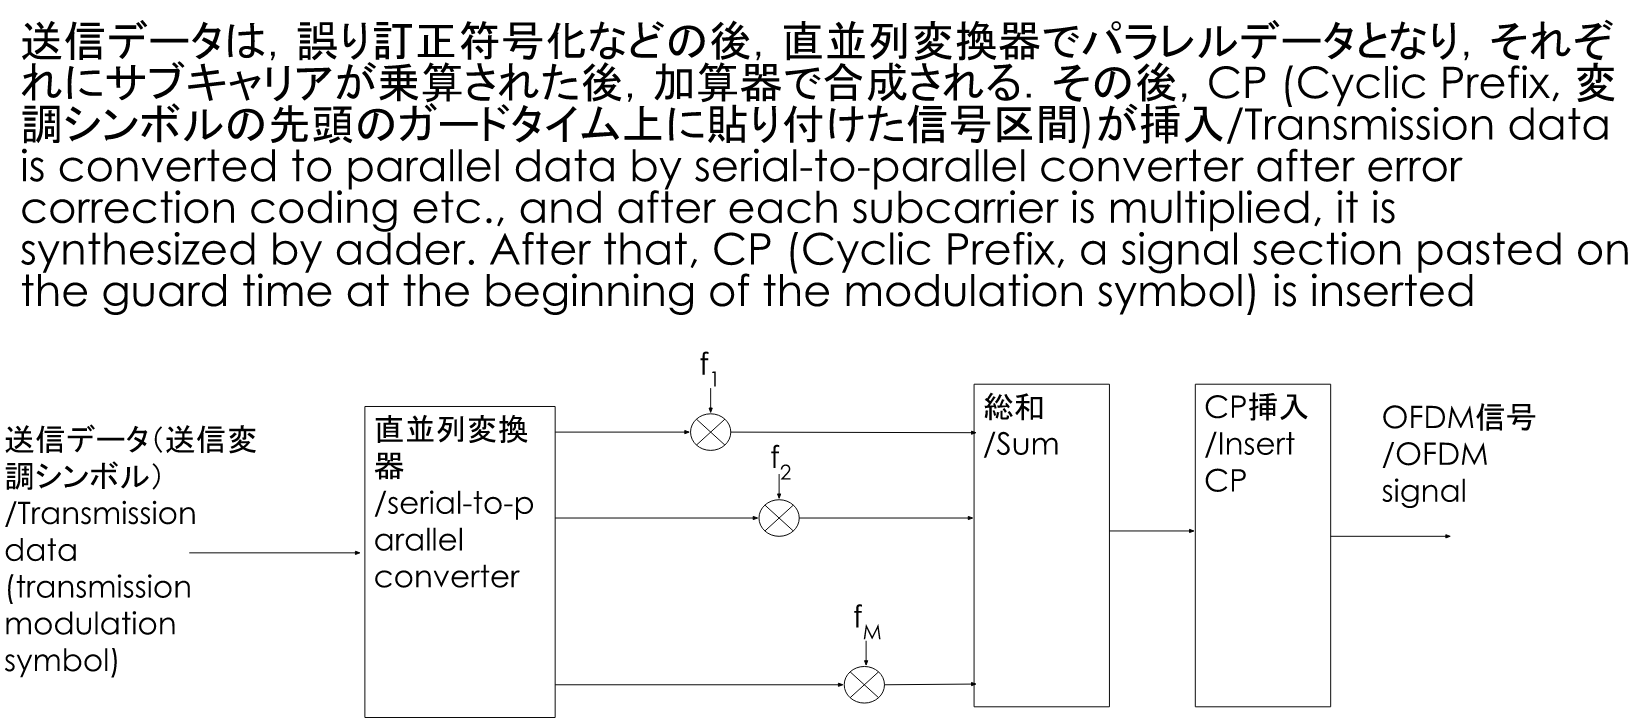 送信データは，誤り訂正符号化などの後，直並列変換器でパラレルデータとなり，それぞ
れにサブキャリアが乗算された後，加算器で合成される．その後，CP (Cyclic Prefix, 変
調シンボルの先頭のガードタイム上に貼り付けた信号区間)が挿入/Transmission data
is converted to parallel data by serial-to-parallel converter after error
correction coding etc., and after each subcarrier is multiplied, it is
synthesized by adder. After that, CP (Cyclic Prefix, a signal section pasted on
the guard time at the beginning of the modulation symbol) is inserted
送信データ（送信変
調シンボル）
/Transmission
data
(transmission
modulation
symbol)
直並列変換
器
/serial-to-p
arallel
converter
f1
f2
fM
総和
/Sum
CP挿入
/Insert
CP
OFDM信号
/OFDM
signal